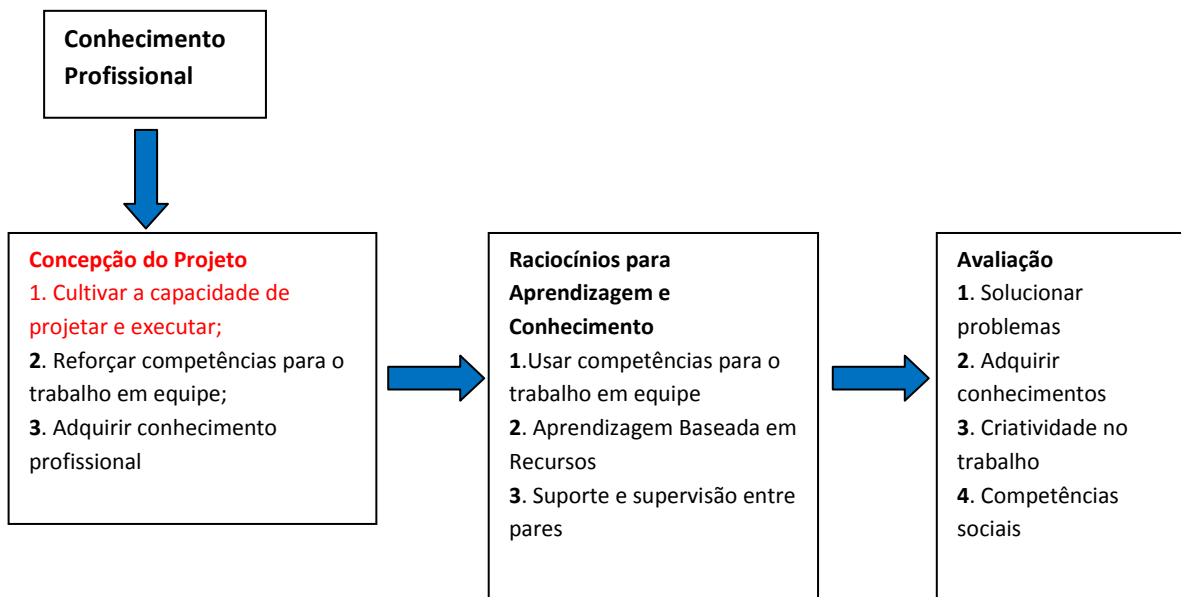 Conhecimento
Profissional
Concepção do Projeto
1. Cultivar a capacidade de
projetar e executar;
2. Reforçar competências para o
trabalho em equipe;
3. Adquirir conhecimento
profissional
Raciocínios para
Aprendizagem e
Conhecimento
1.Usar competências para o
trabalho em equipe
2. Aprendizagem Baseada em
Recursos
3. Suporte e supervisão entre
pares
Avaliação
1. Solucionar
problemas
2. Adquirir
conhecimentos
3. Criatividade no
trabalho
4. Competências
sociais